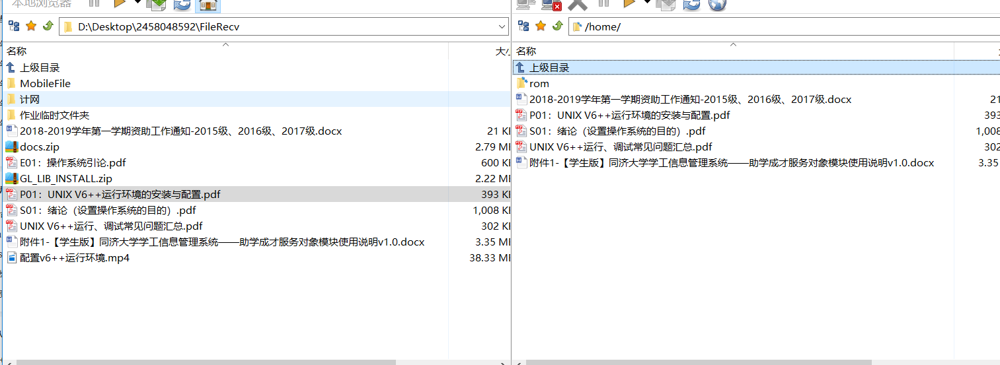 本地浏览器
D:\Desktop\2458048592\FileRecv
名称
大小
上级目录
MobileFile
计网
作业临时文件夹
2018-2019学年第一学期资助工作通知-2015级、2016级、2017级.docx 21 KI
docs.zip 2.79 MI
E01：操作系统引论.pdf 600 KI
GL_LIB_INSTALL.zip 2.22 MI
P01：UNIX V6++运行环境的安装与配置.pdf 393 KI
S01：绪论（设置操作系统的目的）.pdf 1,008 KI
UNIX V6++运行、调试常见问题汇总.pdf 302 KI
附件1-【学生版】同济大学学工信息管理系统——助学成才服务对象模块使用说明v1.0.docx 3.35 MI
配置v6++运行环境.mp4 38.33 MI
/home/
名称
上级目录
rom
2018-2019学年第一学期资助工作通知-2015级、2016级、2017级.docx 21
P01：UNIX V6++运行环境的安装与配置.pdf 393
S01：绪论（设置操作系统的目的）.pdf 1,008
UNIX V6++运行、调试常见问题汇总.pdf 302
附件1-【学生版】同济大学学工信息管理系统——助学成才服务对象模块使用说明v1.0.docx 3.35